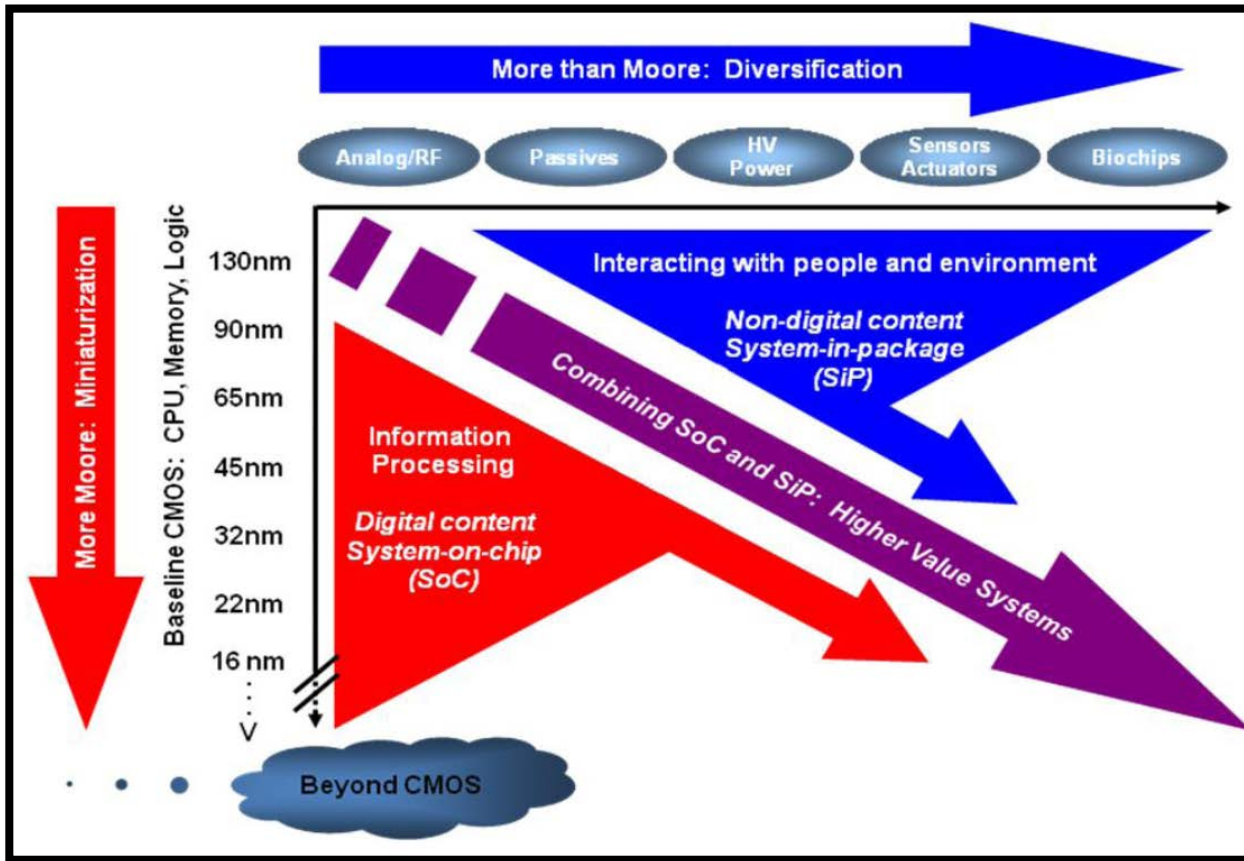 More than Moore: Diversification
Analog/RF
Passives
HV
Power
Sensors
Actuators
Biochips
More Moore: Miniaturization
Baseline CMOS: CPU, Memory, Logic
130nm
90nm
65nm
45nm
32nm
22nm
16 nm
V
Interacting with people and environment
Non-digital content
System-in-package
(SiP)
Combining SoC and SiP: Higher Value Systems
Information
Processing
Digital content
System-on-chip
(SoC)
Beyond CMOS